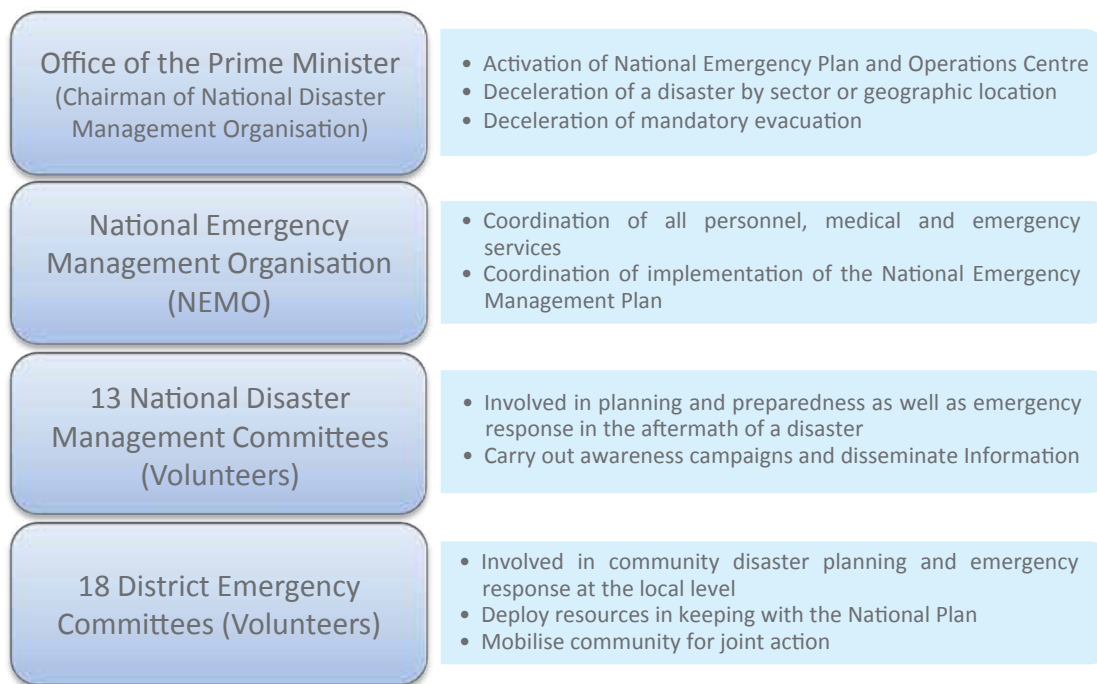 Office of the Prime Minister
(Chairman of National Disaster
Management Organisation)
• Activation of National Emergency Plan and Operations Centre
• Deceleration of a disaster by sector or geographic location
• Deceleration of mandatory evacuation
National Emergency
Management Organisation
(NEMO)
• Coordination of all personnel, medical and emergency
services
• Coordination of implementation of the National Emergency
Management Plan
13 National Disaster
Management Committees
(Volunteers)
• Involved in planning and preparedness as well as emergency
response in the aftermath of a disaster
• Carry out awareness campaigns and disseminate Information
18 District Emergency
Committees (Volunteers)
• Involved in community disaster planning and emergency
response at the local level
• Deploy resources in keeping with the National Plan
• Mobilise community for joint action